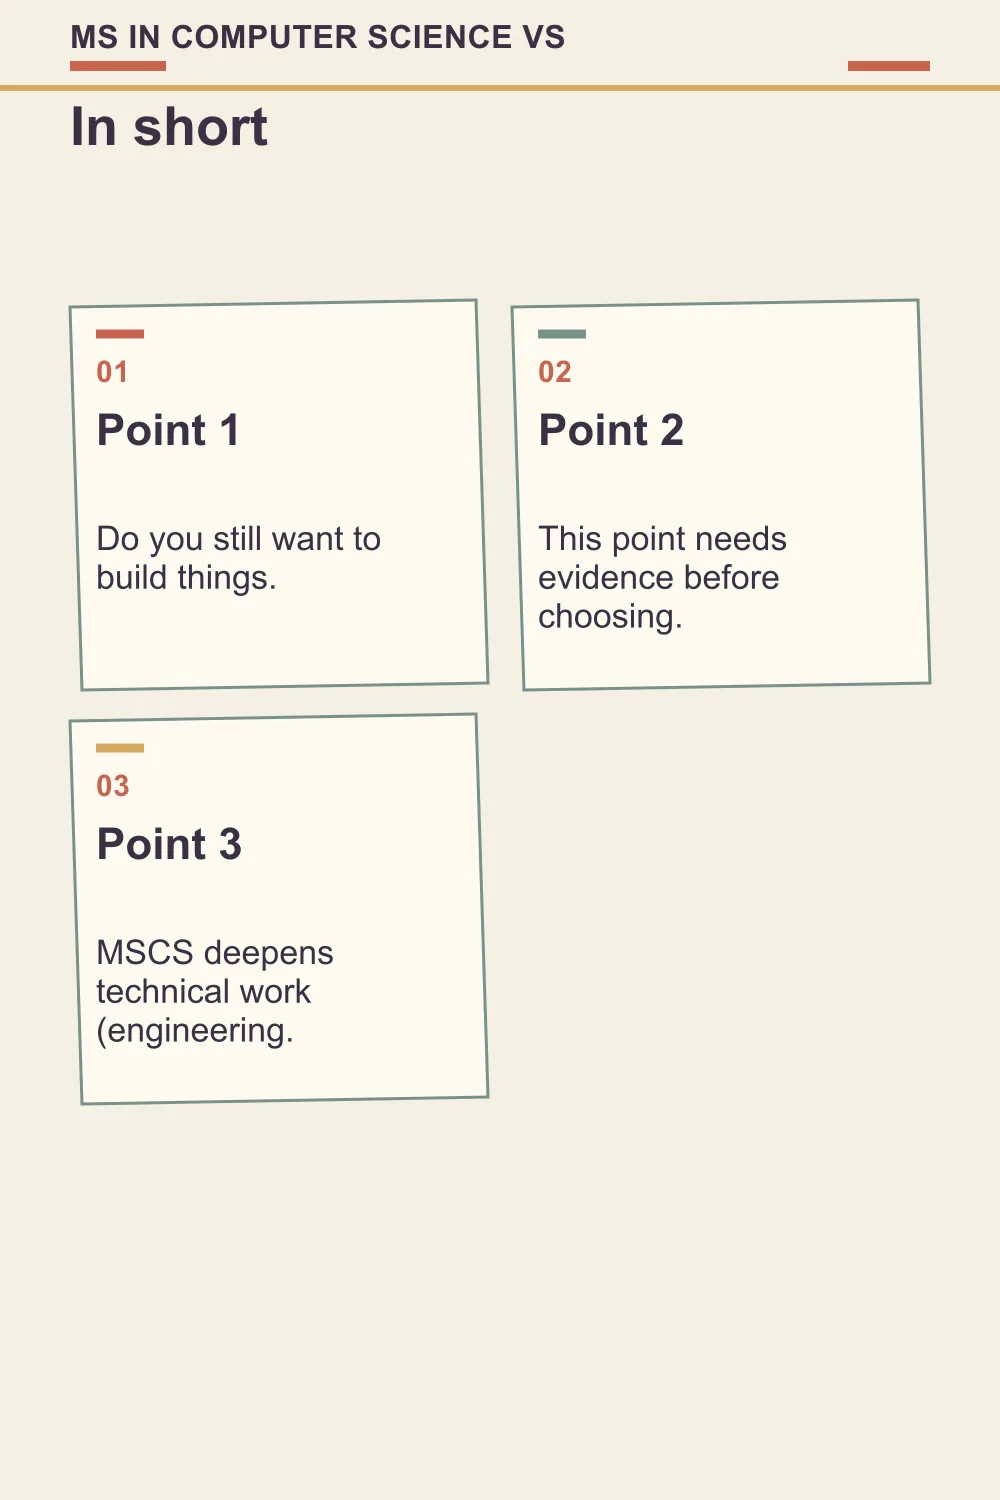 MS IN COMPUTER SCIENCE VS
In short
01
Point 1
Do you still want to
build things.
02
Point 2
This point needs
evidence before
choosing.
03
Point 3
MSCS deepens
technical work
(engineering.